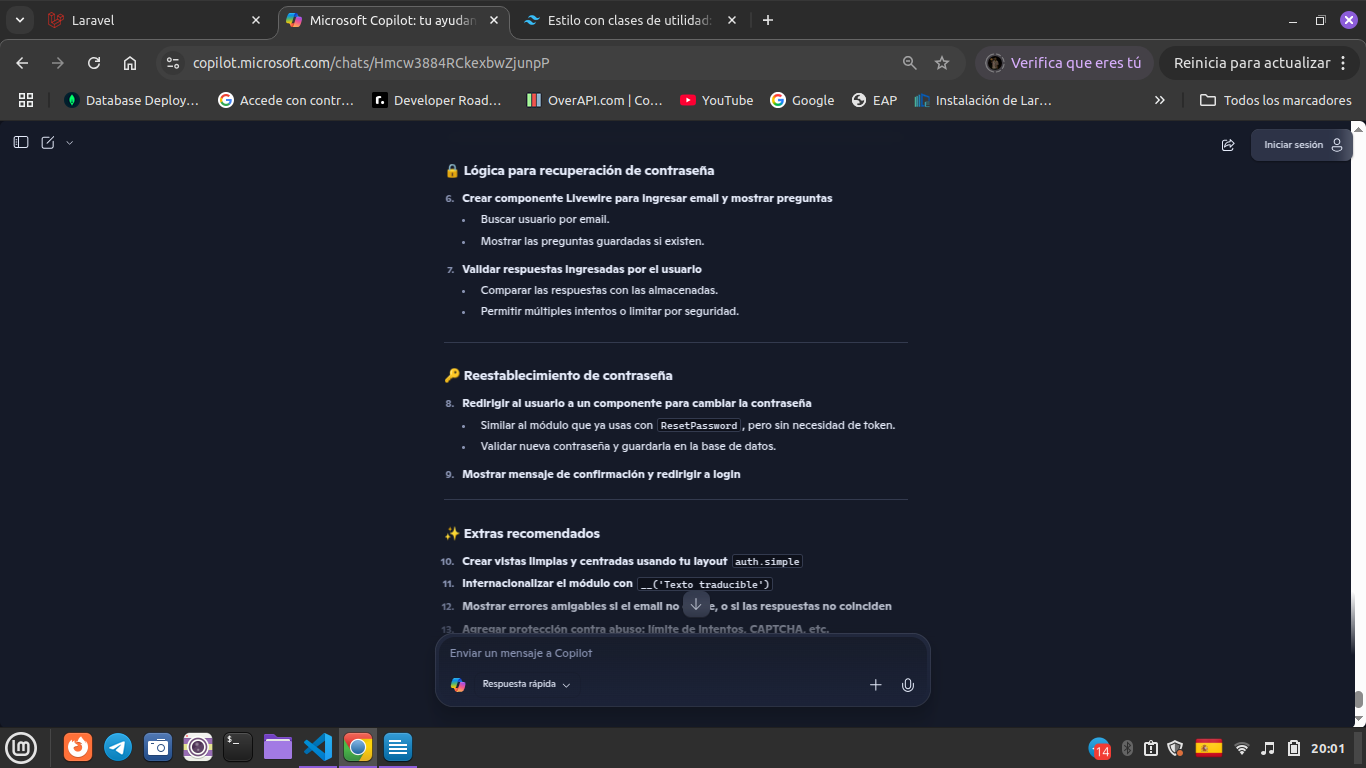 Laravel
Microsoft Copilot: tu ayudan
Estilo con clases de utilidad
copilot.microsoft.com/chats/Hmcw3884RCkexbwZjunpP
Verifica que eres tú
Reinicia para actualizar
Database Deploy...
Accede con contr...
Developer Road...
OverAPI.com | Co...
YouTube
Google
EAP
Instalación de Lar...
Todos los marcadores
Iniciar sesión
🔒 Lógica para recuperación de contraseña
6. Crear componente Livewire para ingresar email y mostrar preguntas
• Buscar usuario por email.
• Mostrar las preguntas guardadas si existen.
7. Validar respuestas ingresadas por el usuario
• Comparar las respuestas con las almacenadas.
• Permitir múltiples intentos o limitar por seguridad.
🔑 Reestablecimiento de contraseña
8. Redirigir al usuario a un componente para cambiar la contraseña
• Similar al módulo que ya usas con ResetPassword, pero sin necesidad de token.
• Validar nueva contraseña y guardarla en la base de datos.
9. Mostrar mensaje de confirmación y redirigir a login
✨ Extras recomendados
10. Crear vistas limpias y centradas usando tu layout auth.simple
11. Internacionalizar el módulo con __('Texto traducible')
12. Mostrar errores amigables si el email no e, o si las respuestas no coinciden
13. Agregar protección contra abuso: límite de intentos, CAPTCHA, etc.
Enviar un mensaje a Copilot
Respuesta rápida
14
20:01